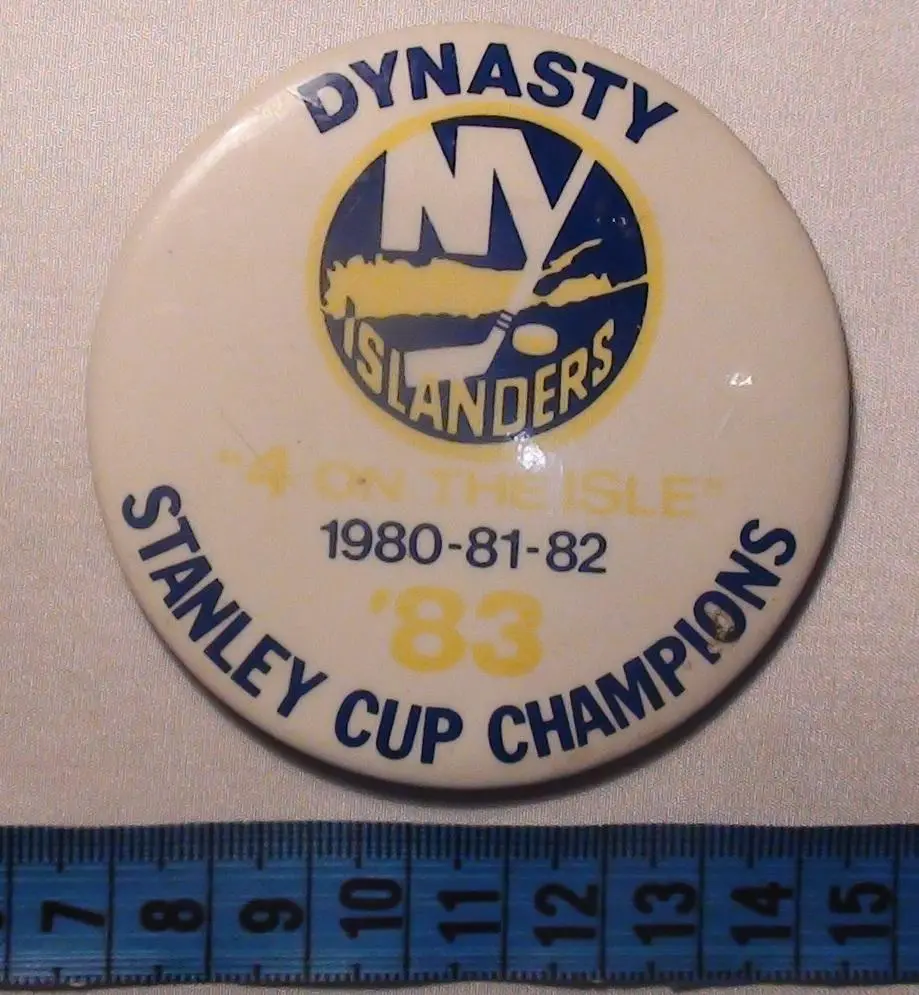 DYNASTY
NY
ISLANDERS
"4 ON THE ISLE"
1980-81-82
'83
STANLEY CUP CHAMPIONS
7 8 9 10 11 12 13 14 15